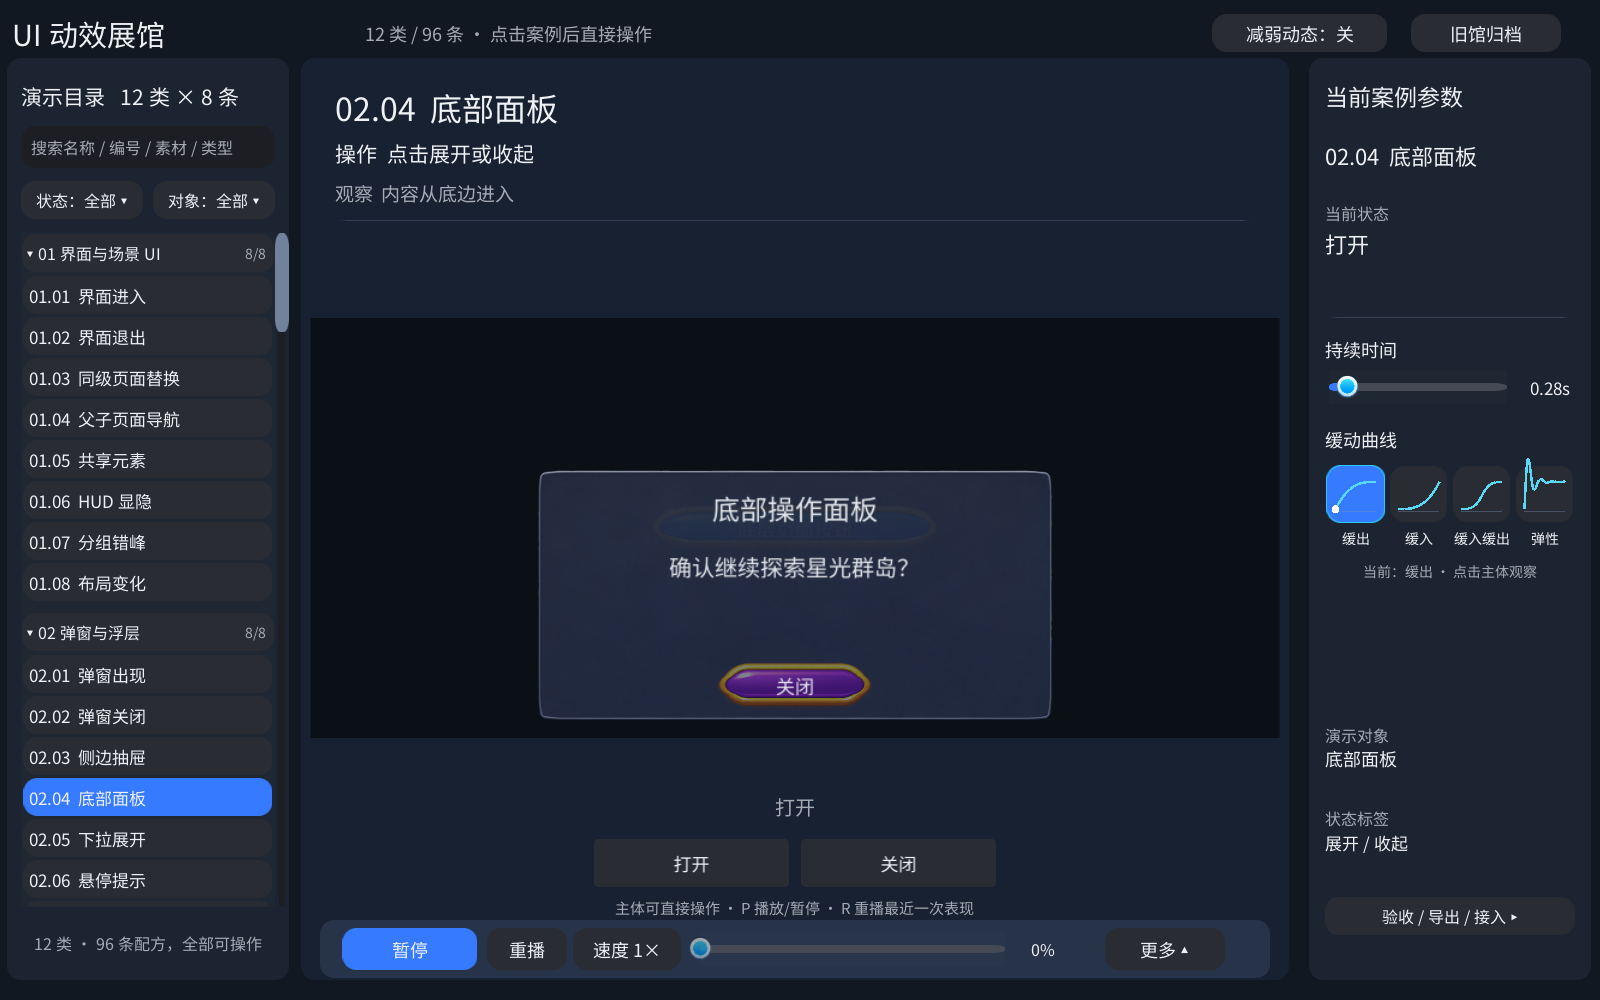 UI 动效展馆
12 类 / 96 条 · 点击案例后直接操作
减弱动态：关
旧馆归档
演示目录 12 类 × 8 条
搜索名称 / 编号 / 素材 / 类型
状态：全部 ▾
对象：全部 ▾
▾ 01 界面与场景 UI 8/8
01.01 界面进入
01.02 界面退出
01.03 同级页面替换
01.04 父子页面导航
01.05 共享元素
01.06 HUD 显隐
01.07 分组错峰
01.08 布局变化
▾ 02 弹窗与浮层 8/8
02.01 弹窗出现
02.02 弹窗关闭
02.03 侧边抽屉
02.04 底部面板
02.05 下拉展开
02.06 悬停提示
12 类 · 96 条配方，全部可操作
02.04 底部面板
操作 点击展开或收起
观察 内容从底边进入
底部操作面板
确认继续探索星光群岛？
关闭
打开
打开
关闭
主体可直接操作 · P 播放/暂停 · R 重播最近一次表现
暂停
重播
速度 1×
0%
更多 ▴
当前案例参数
02.04 底部面板
当前状态
打开
持续时间
0.28s
缓动曲线
缓出
缓入
缓入缓出
弹性
当前：缓出 · 点击主体观察
演示对象
底部面板
状态标签
展开 / 收起
验收 / 导出 / 接入 ▸